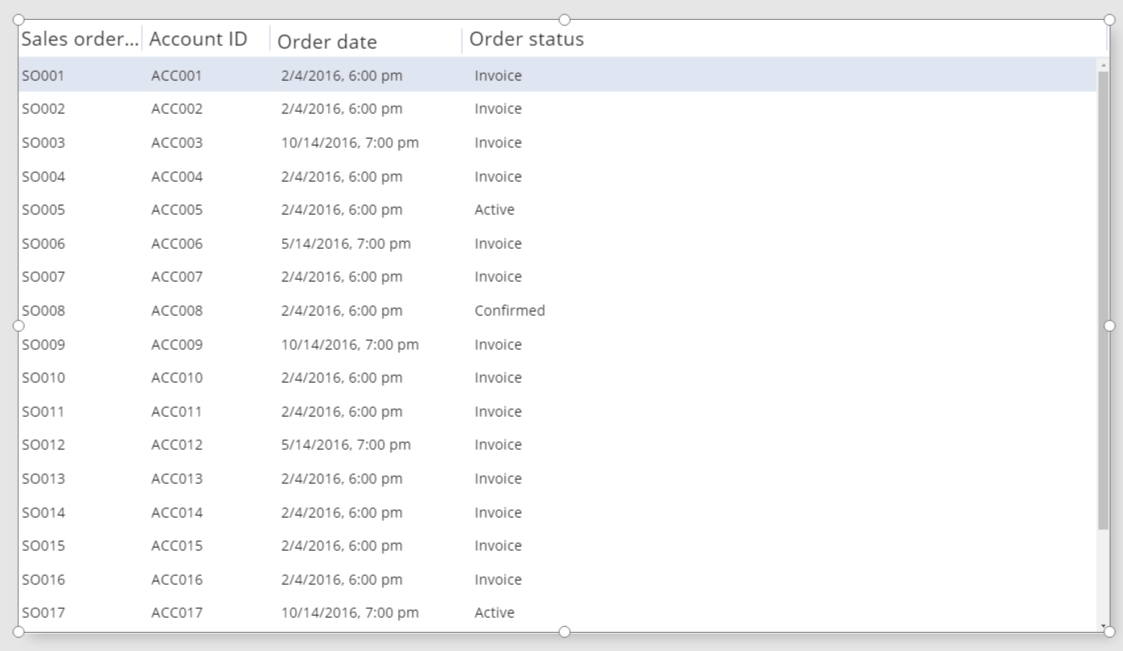 Sales order... Account ID Order date Order status
SO001 ACC001 2/4/2016, 6:00 pm Invoice
SO002 ACC002 2/4/2016, 6:00 pm Invoice
SO003 ACC003 10/14/2016, 7:00 pm Invoice
SO004 ACC004 2/4/2016, 6:00 pm Invoice
SO005 ACC005 2/4/2016, 6:00 pm Active
SO006 ACC006 5/14/2016, 7:00 pm Invoice
SO007 ACC007 2/4/2016, 6:00 pm Invoice
SO008 ACC008 2/4/2016, 6:00 pm Confirmed
SO009 ACC009 10/14/2016, 7:00 pm Invoice
SO010 ACC010 2/4/2016, 6:00 pm Invoice
SO011 ACC011 2/4/2016, 6:00 pm Invoice
SO012 ACC012 5/14/2016, 7:00 pm Invoice
SO013 ACC013 2/4/2016, 6:00 pm Invoice
SO014 ACC014 2/4/2016, 6:00 pm Invoice
SO015 ACC015 2/4/2016, 6:00 pm Invoice
SO016 ACC016 2/4/2016, 6:00 pm Invoice
SO017 ACC017 10/14/2016, 7:00 pm Active